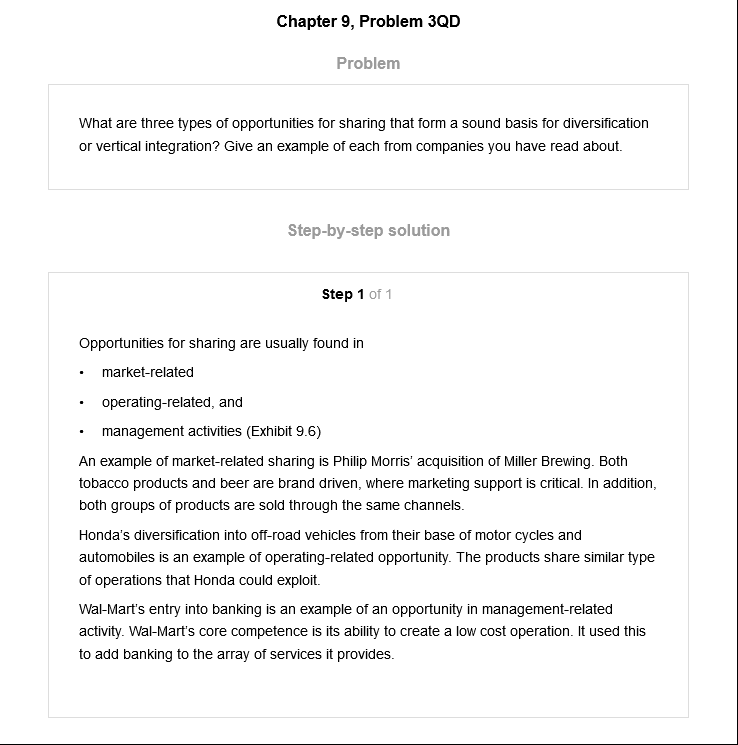 Chapter 9, Problem 3QD
Problem
What are three types of opportunities for sharing that form a sound basis for diversification
or vertical integration? Give an example of each from companies you have read about.
Step-by-step solution
Step 1 of 1
Opportunities for sharing are usually found in
• market-related
• operating-related, and
• management activities (Exhibit 9.6)
An example of market-related sharing is Philip Morris’ acquisition of Miller Brewing. Both
tobacco products and beer are brand driven, where marketing support is critical. In addition,
both groups of products are sold through the same channels.
Honda’s diversification into off-road vehicles from their base of motor cycles and
automobiles is an example of operating-related opportunity. The products share similar type
of operations that Honda could exploit.
Wal-Mart’s entry into banking is an example of an opportunity in management-related
activity. Wal-Mart’s core competence is its ability to create a low cost operation. It used this
to add banking to the array of services it provides.